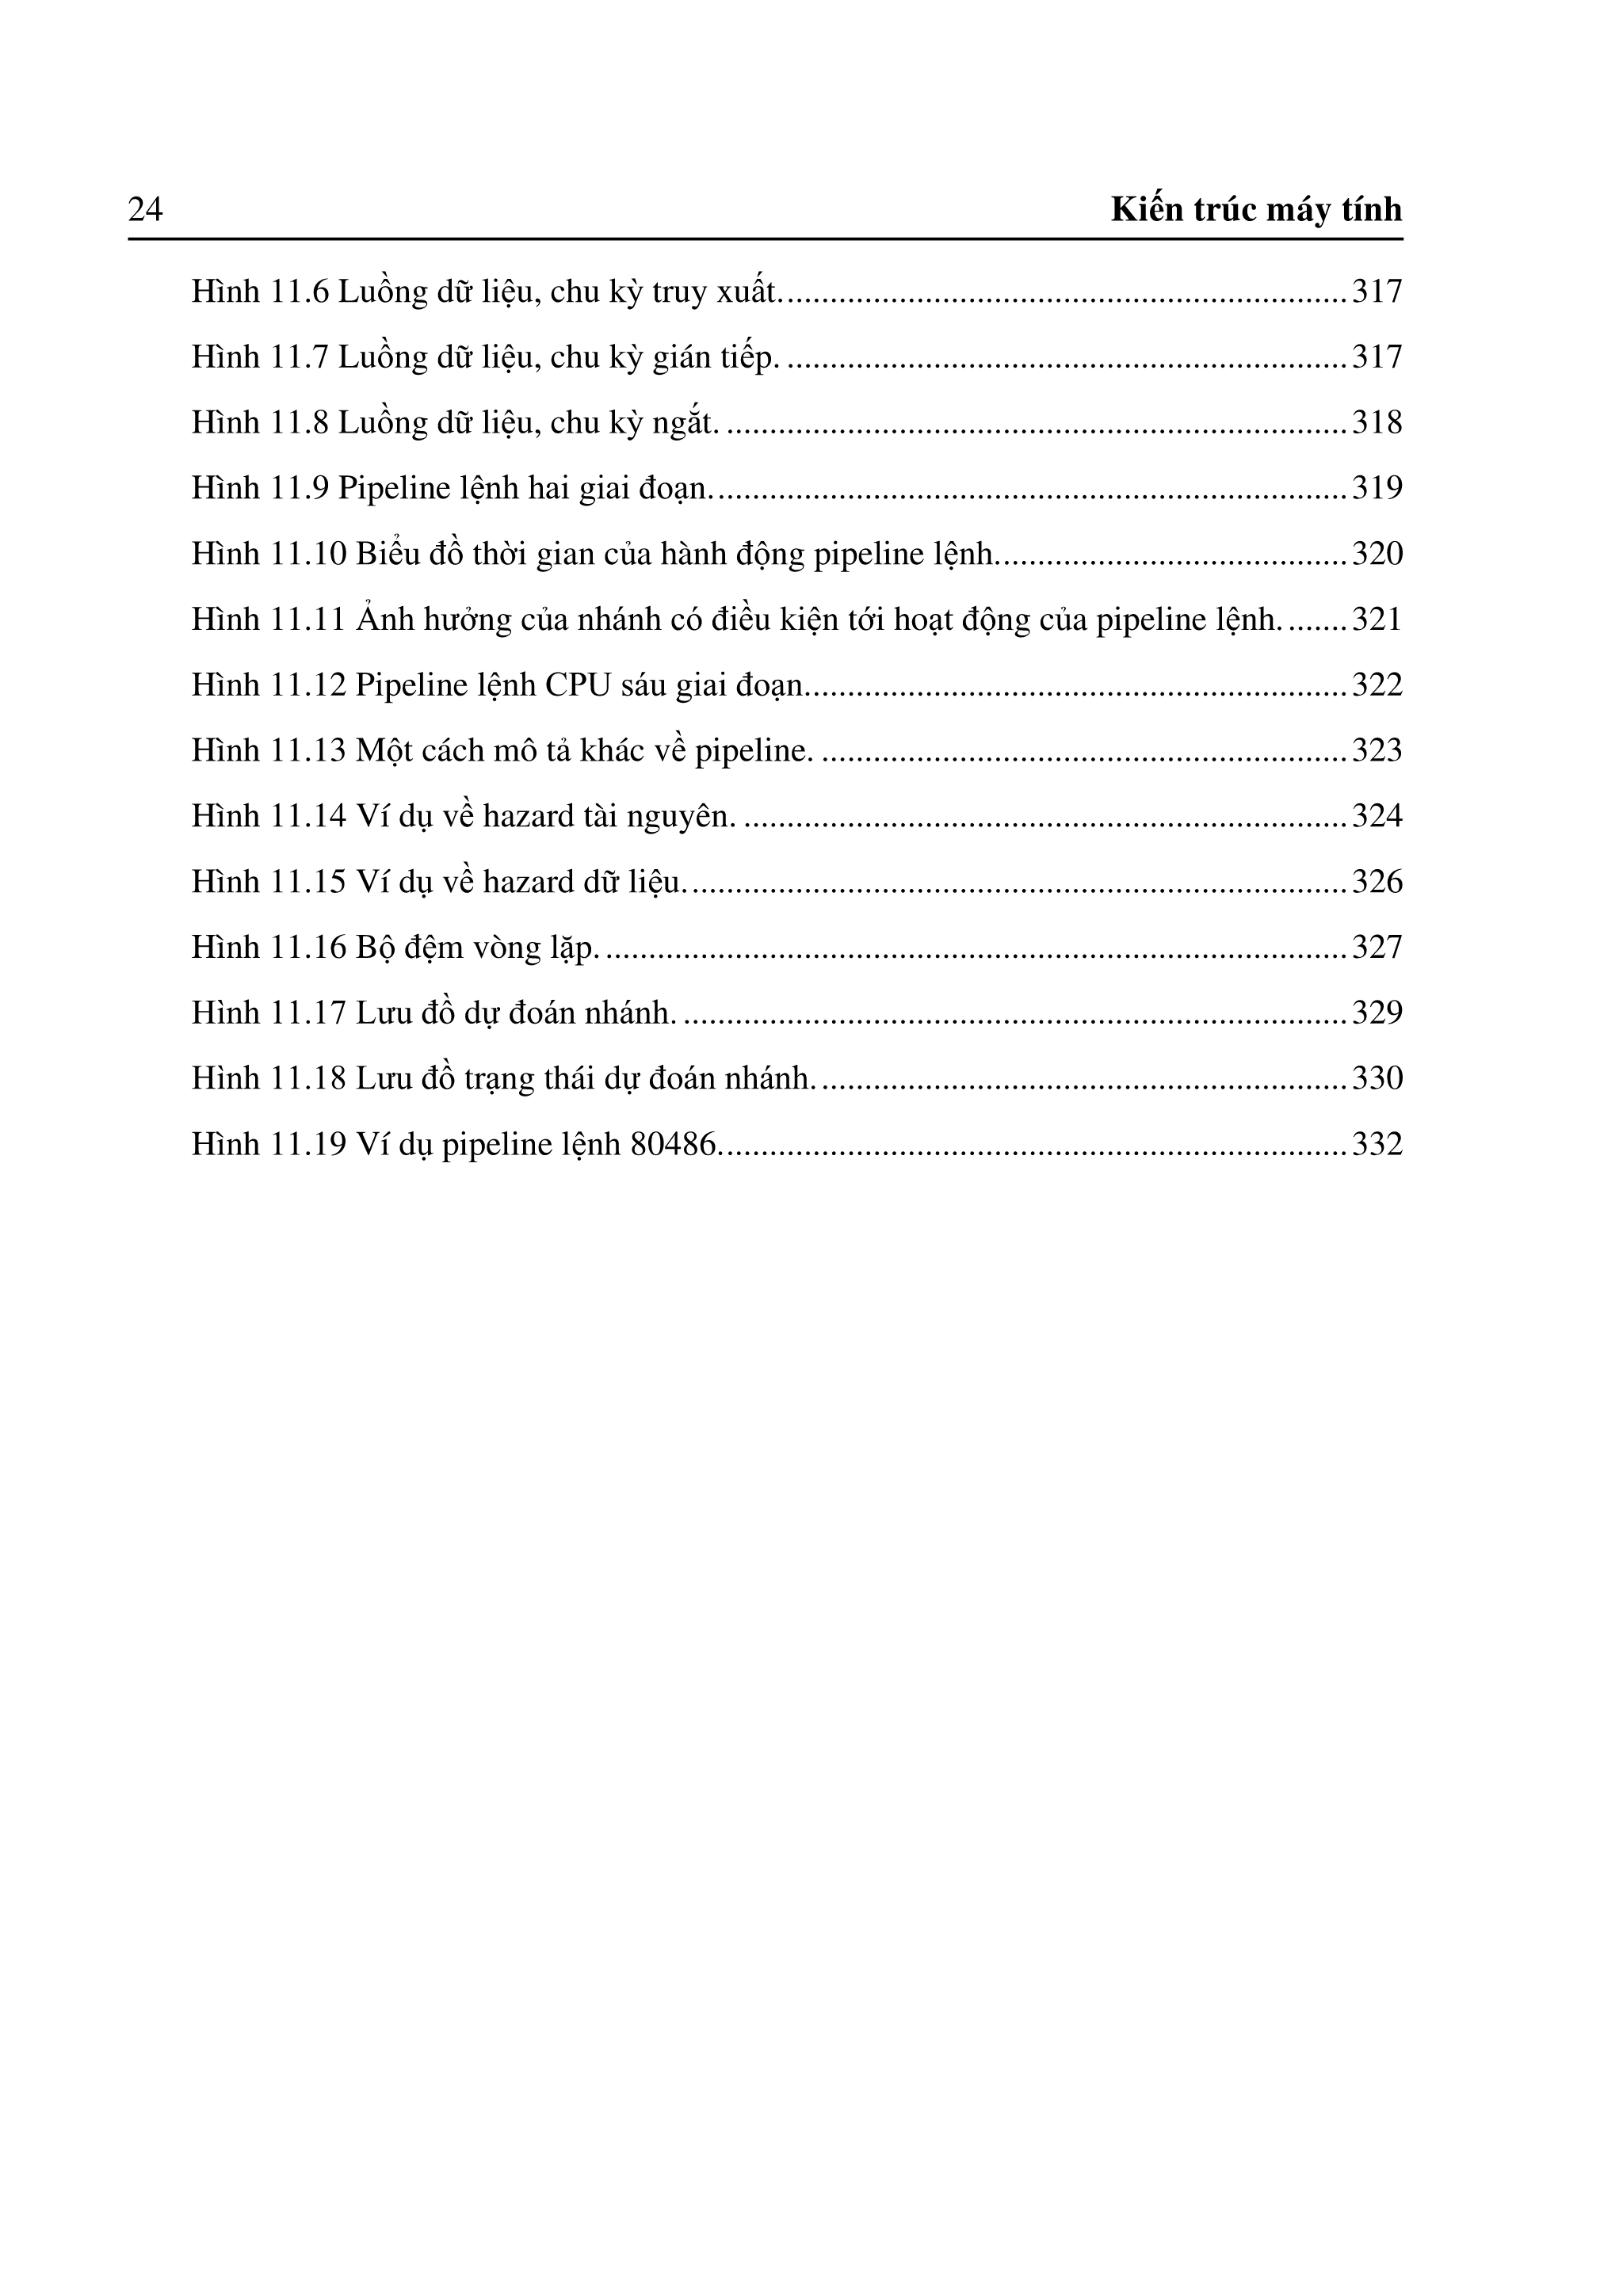 24 Kiến trúc máy tính
Hình 11.6 Luồng dữ liệu, chu kỳ truy xuất. 317
Hình 11.7 Luồng dữ liệu, chu kỳ gián tiếp. 317
Hình 11.8 Luồng dữ liệu, chu kỳ ngắt. 318
Hình 11.9 Pipeline lệnh hai giai đoạn. 319
Hình 11.10 Biểu đồ thời gian của hành động pipeline lệnh. 320
Hình 11.11 Ảnh hưởng của nhánh có điều kiện tới hoạt động của pipeline lệnh. 321
Hình 11.12 Pipeline lệnh CPU sáu giai đoạn. 322
Hình 11.13 Một cách mô tả khác về pipeline. 323
Hình 11.14 Ví dụ về hazard tài nguyên. 324
Hình 11.15 Ví dụ về hazard dữ liệu. 326
Hình 11.16 Bộ đệm vòng lặp. 327
Hình 11.17 Lưu đồ dự đoán nhánh. 329
Hình 11.18 Lưu đồ trạng thái dự đoán nhánh. 330
Hình 11.19 Ví dụ pipeline lệnh 80486. 332